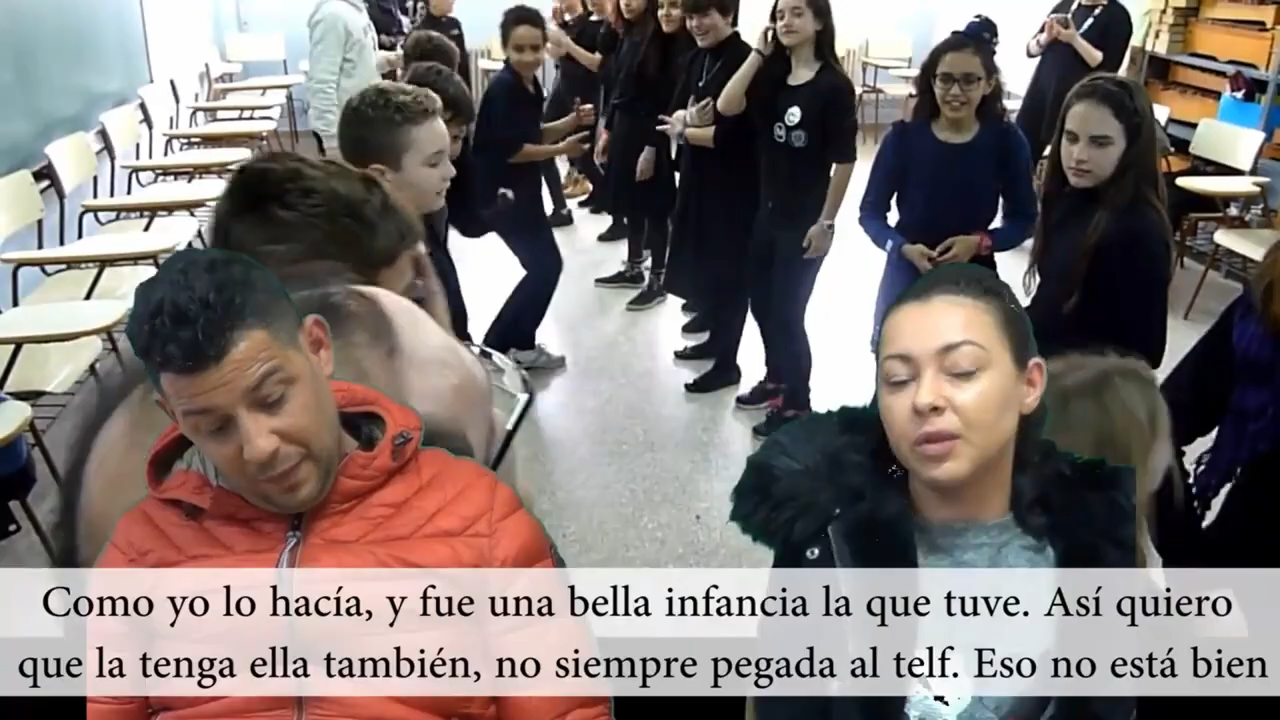 Como yo lo hacía, y fue una bella infancia la que tuve. Así quiero
que la tenga ella también, no siempre pegada al telf. Eso no está bien